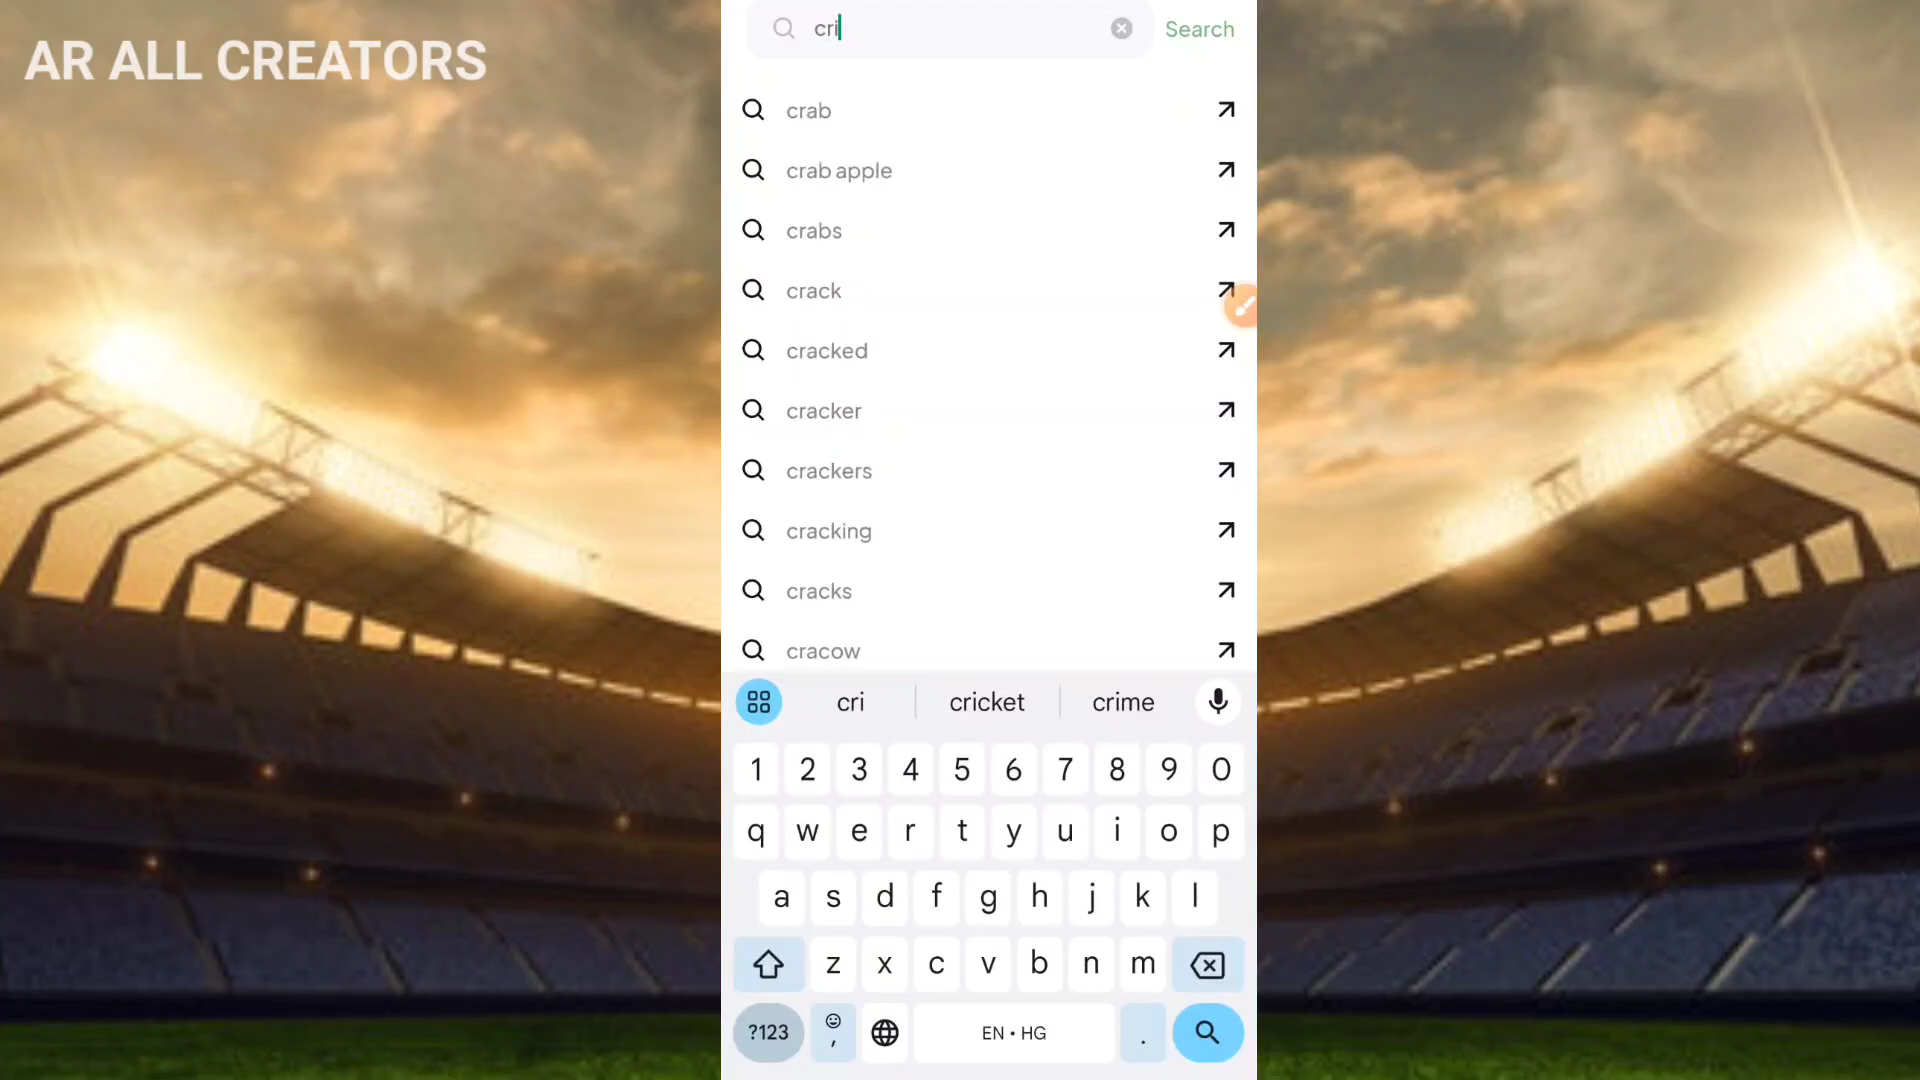 AR ALL CREATORS
cri
Search
crab
crab apple
crabs
crack
cracked
cracker
crackers
cracking
cracks
cracow
cri cricket crime
1 2 3 4 5 6 7 8 9 0
q w e r t y u i o p
a s d f g h j k l
z x c v b n m
?123 , EN • HG .